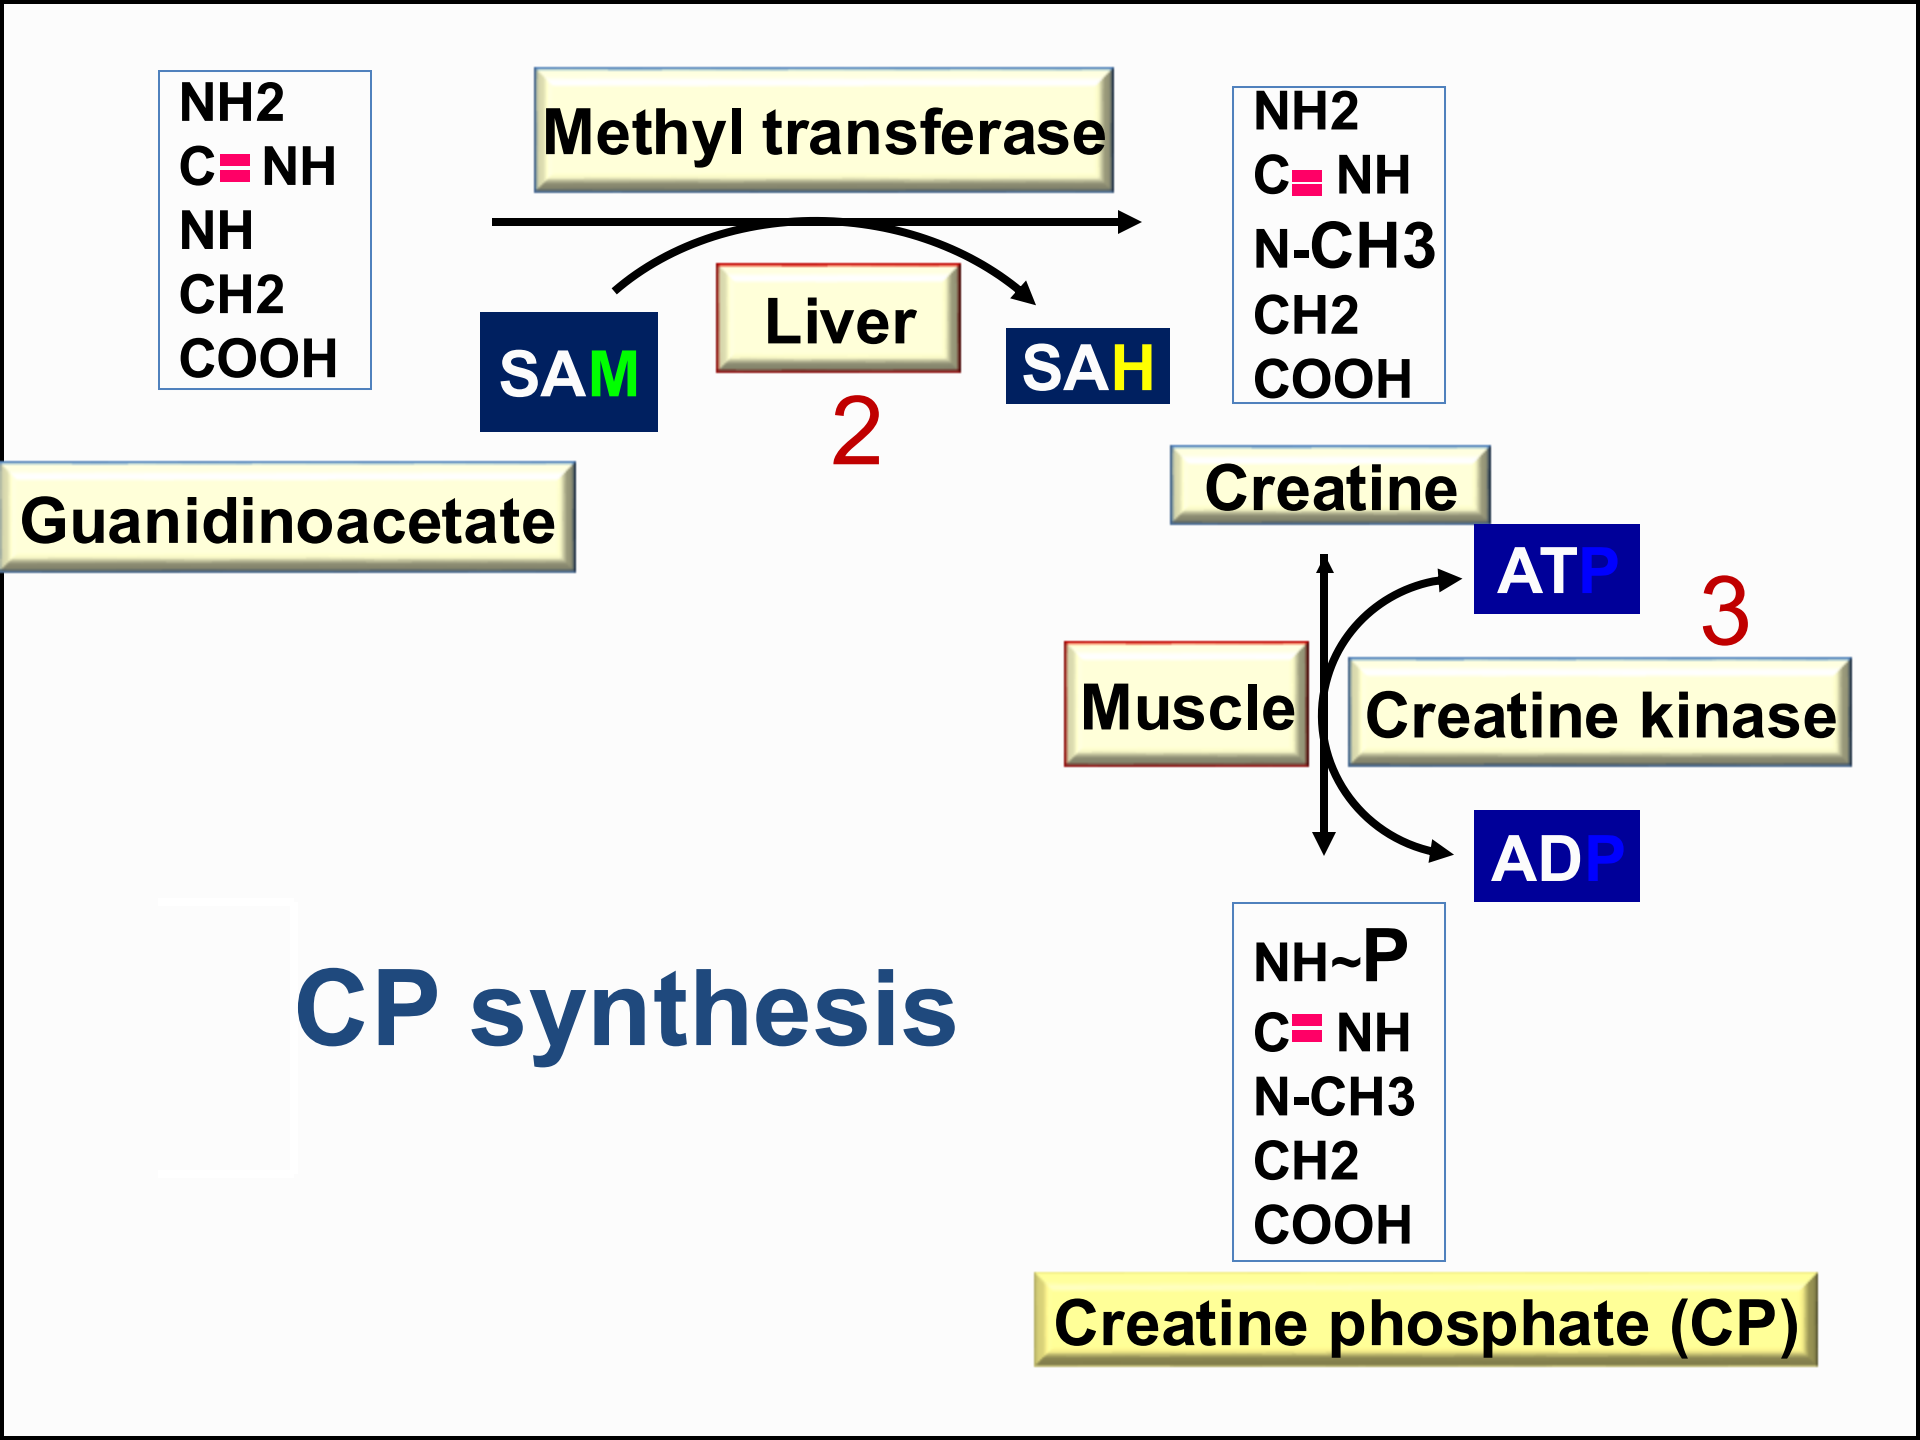 NH2
C= NH
NH
CH2
COOH
Methyl transferase
Liver
SAM
SAH
2
NH2
C= NH
N-CH3
CH2
COOH
Guanidinoacetate
Creatine
ATP
3
Muscle
Creatine kinase
ADP
NH~P
C= NH
N-CH3
CH2
COOH
CP synthesis
Creatine phosphate (CP)